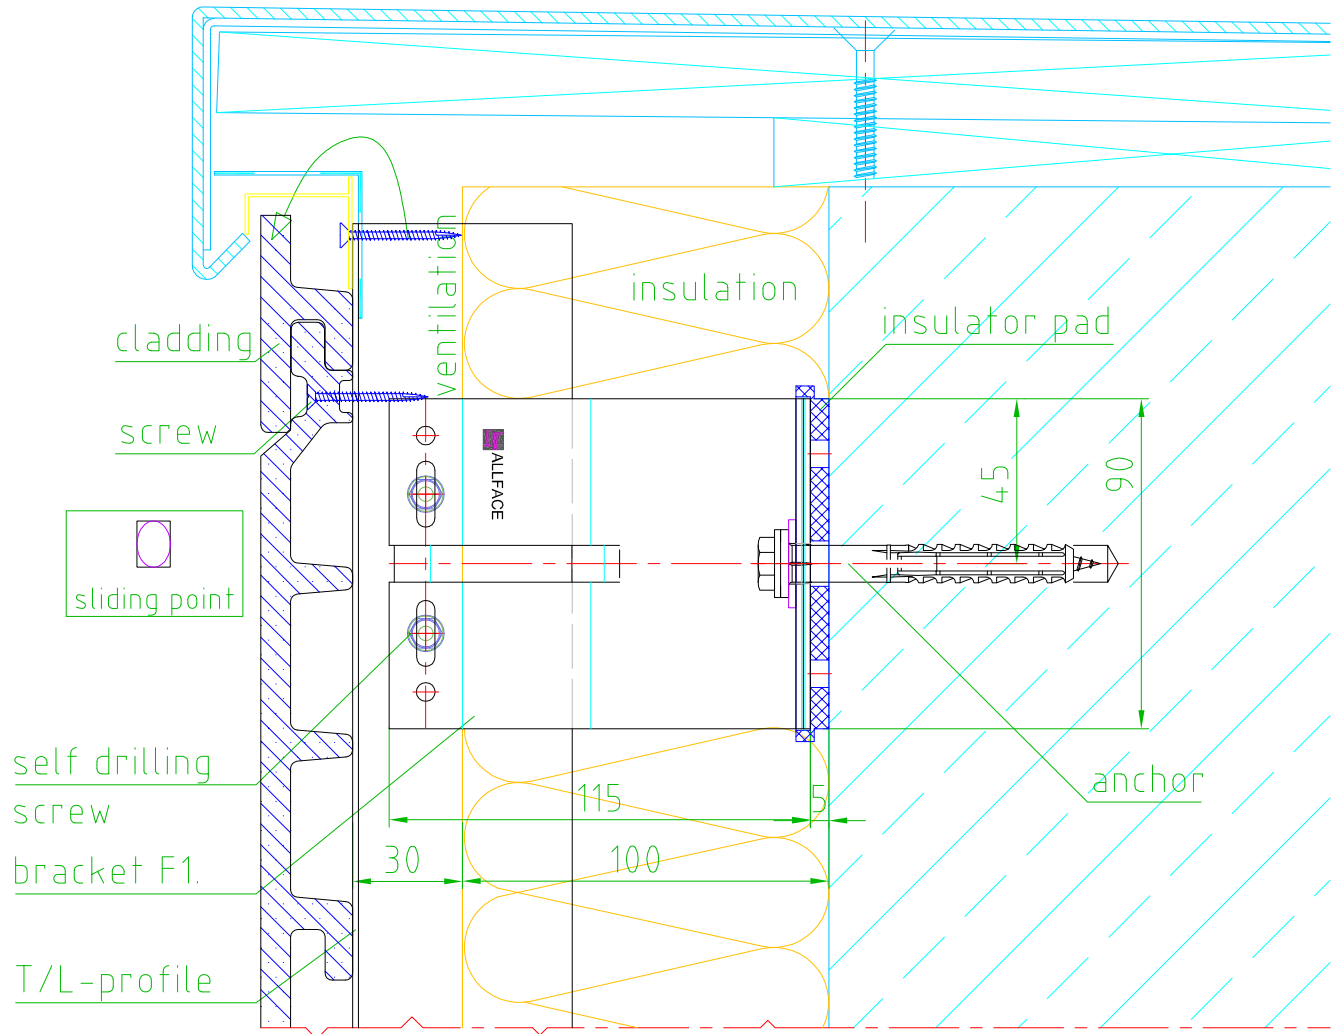 ventilation
insulation
insulator pad
cladding
screw
ALLFACE
45
90
sliding point
self drilling
screw
115
5
anchor
bracket F1.
30
100
T/L-profile